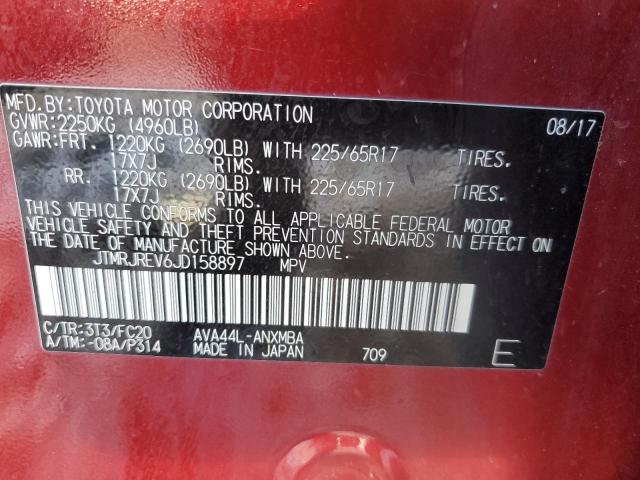 MFD.BY:TOYOTA MOTOR CORPORATION 08/17
GVWR:2250KG (4960LB)
GAWR:FRT. 1220KG (2690LB) WITH 225/65R17 TIRES.
17X7J RIMS.
RR. 1220KG (2690LB) WITH 225/65R17 TIRES.
17X7J RIMS.
THIS VEHICLE CONFORMS TO ALL APPLICABLE FEDERAL MOTOR
VEHICLE SAFETY AND THEFT PREVENTION STANDARDS IN EFFECT ON
THE DATE OF MANUFACTURE SHOWN ABOVE.
JTMRJREV6JD158897 MPV
C/TR:3T3/FC20 AVA44L-ANXMBA
A/TM:-08A/P314 MADE IN JAPAN 709 E